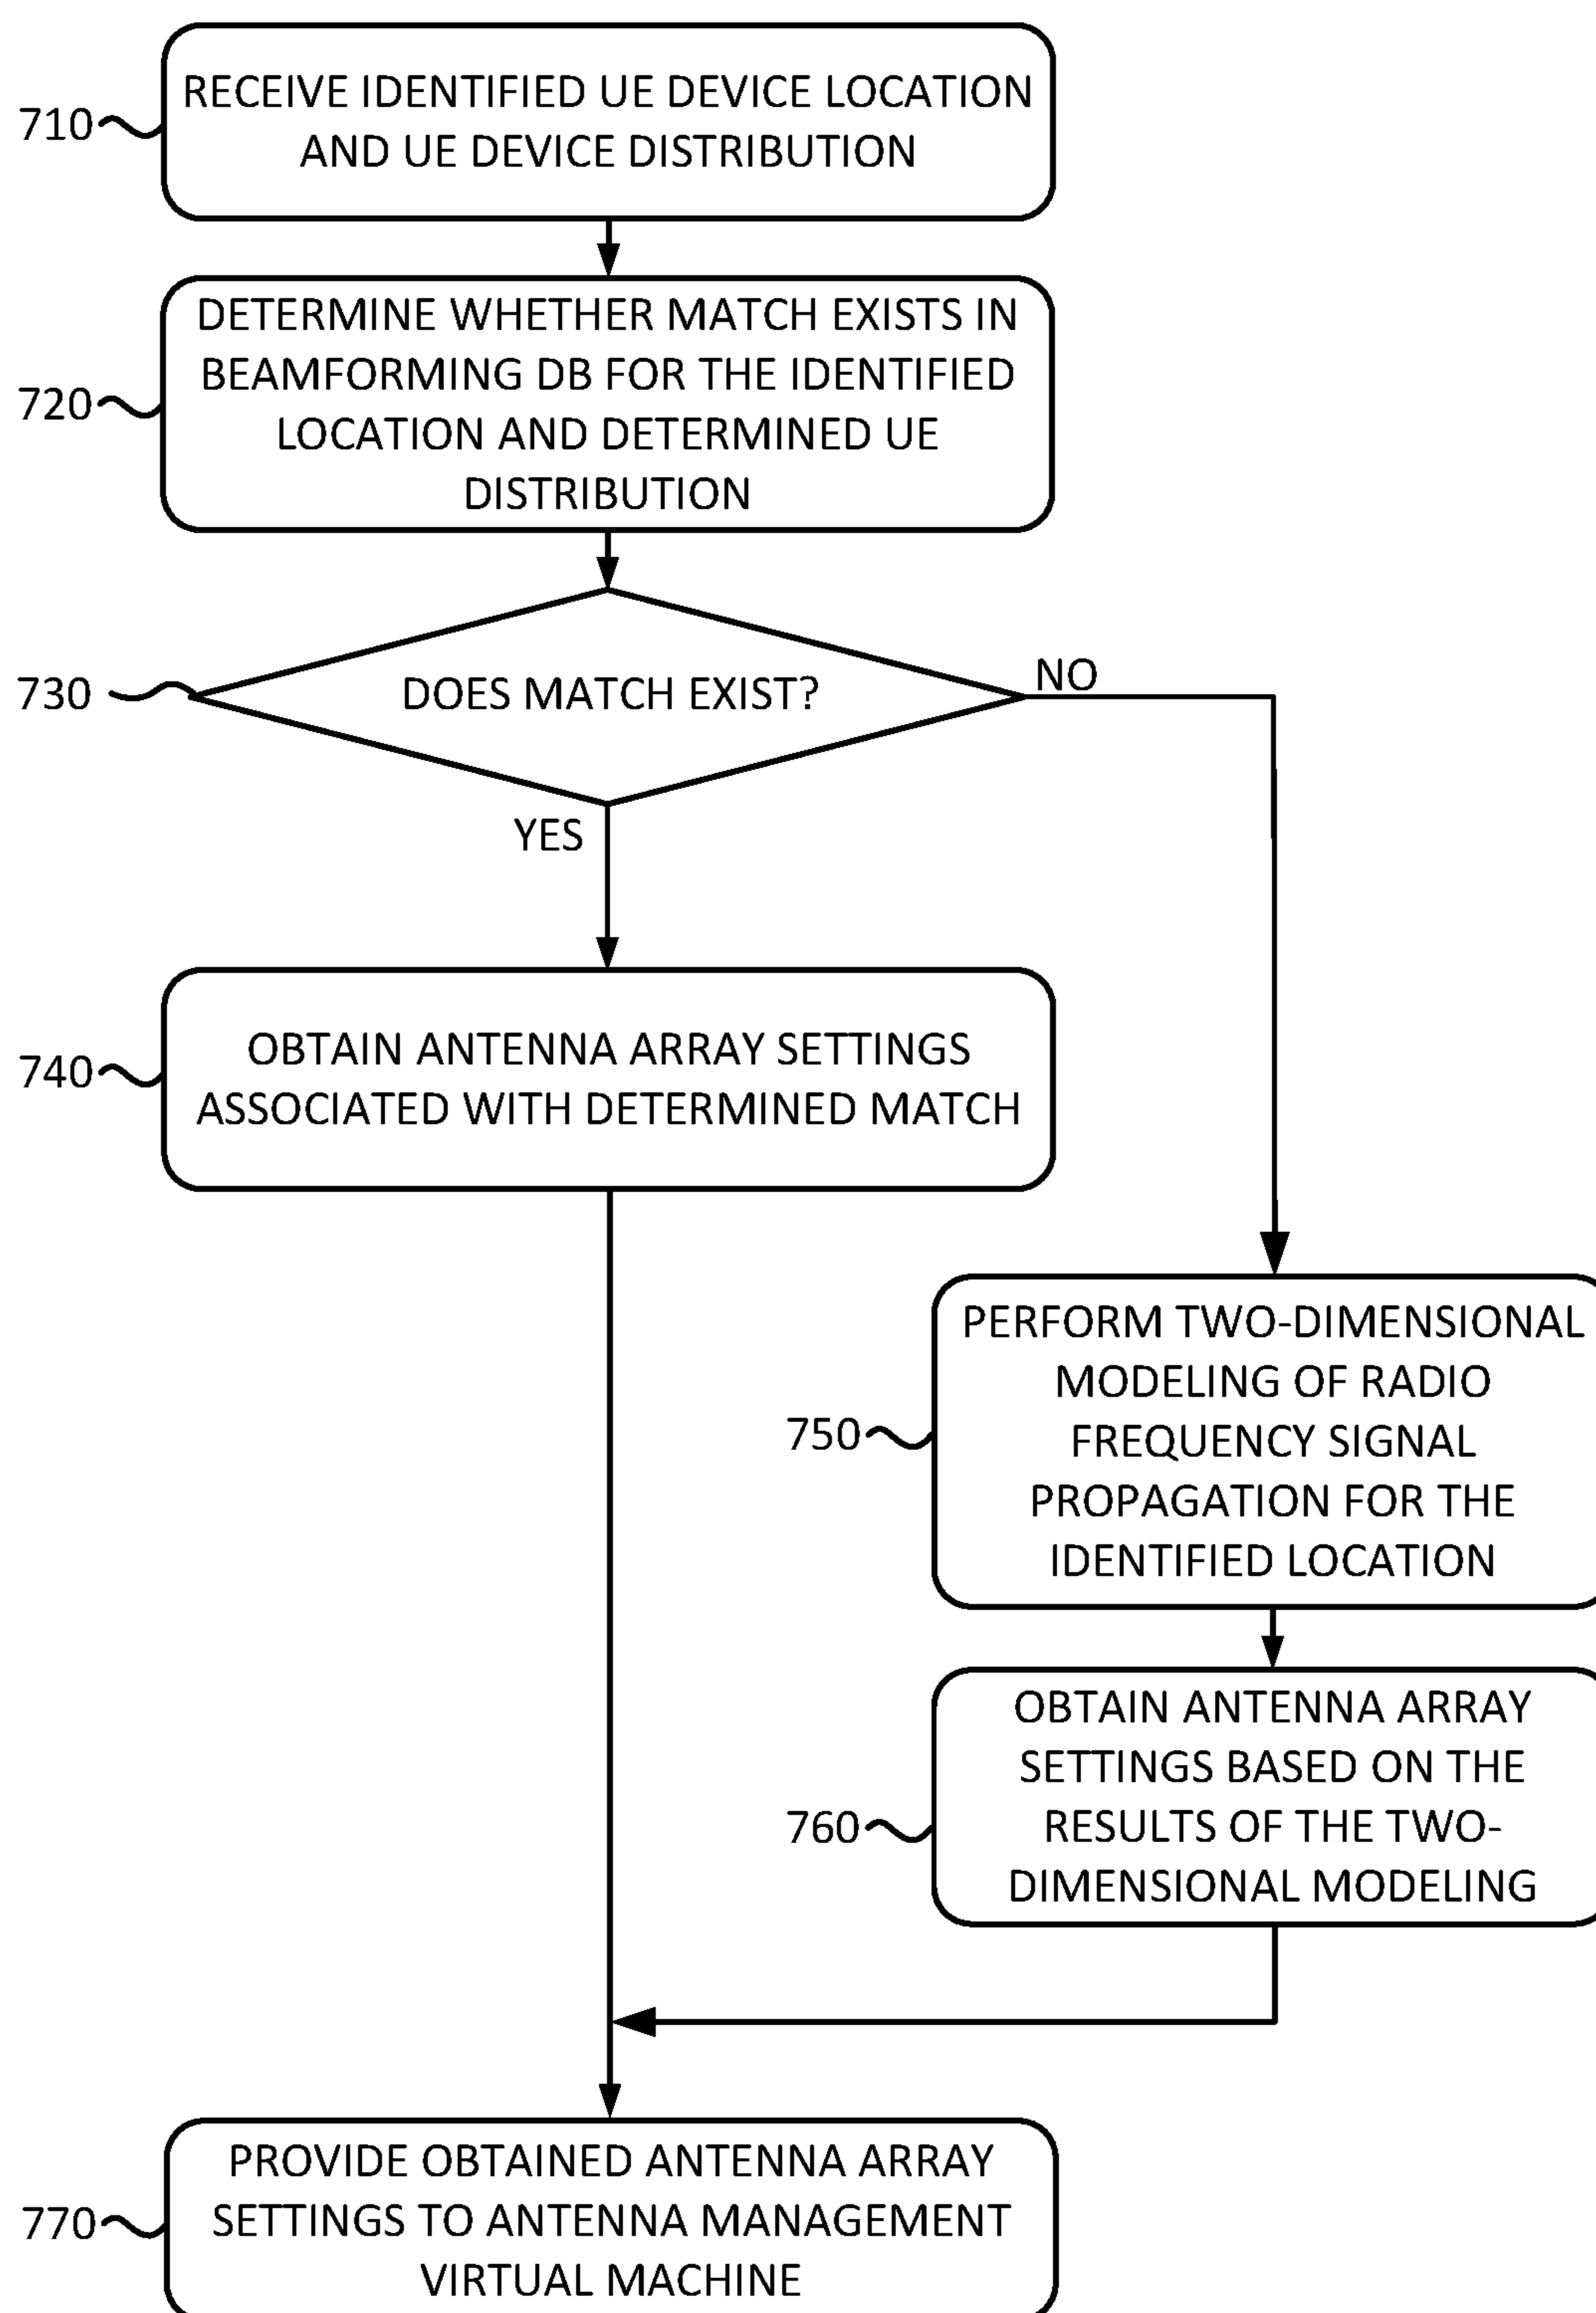 710
RECEIVE IDENTIFIED UE DEVICE LOCATION
AND UE DEVICE DISTRIBUTION
720
DETERMINE WHETHER MATCH EXISTS IN
BEAMFORMING DB FOR THE IDENTIFIED
LOCATION AND DETERMINED UE
DISTRIBUTION
730
DOES MATCH EXIST?
NO
YES
740
OBTAIN ANTENNA ARRAY SETTINGS
ASSOCIATED WITH DETERMINED MATCH
750
PERFORM TWO-DIMENSIONAL
MODELING OF RADIO
FREQUENCY SIGNAL
PROPAGATION FOR THE
IDENTIFIED LOCATION
760
OBTAIN ANTENNA ARRAY
SETTINGS BASED ON THE
RESULTS OF THE TWO-
DIMENSIONAL MODELING
770
PROVIDE OBTAINED ANTENNA ARRAY
SETTINGS TO ANTENNA MANAGEMENT
VIRTUAL MACHINE